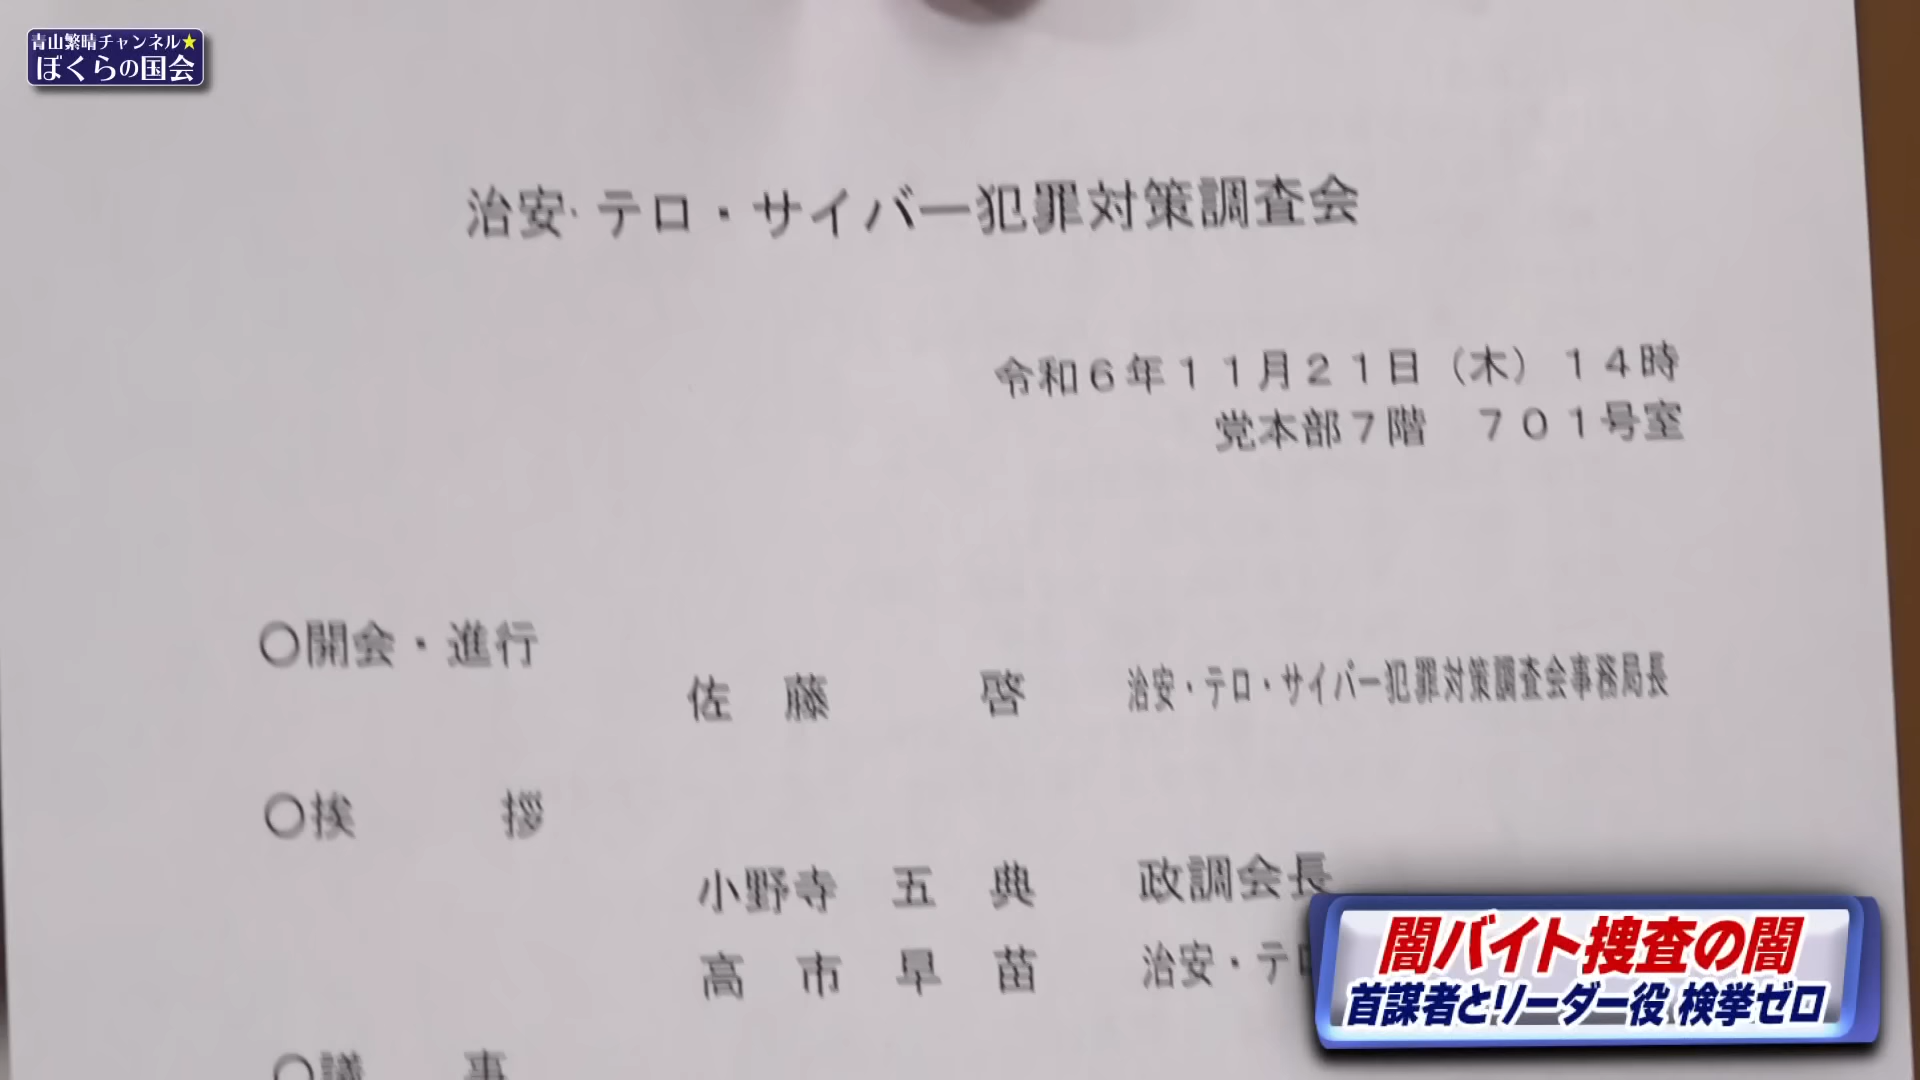 青山繁晴チャンネル★
ぼくらの国会
治安・テロ・サイバー犯罪対策調査会
令和６年１１月２１日（木）１４時
党本部７階　７０１号室
○開会・進行
佐　藤　　　啓　　治安・テロ・サイバー犯罪対策調査会事務局長
○挨　　　拶
小野寺　五　典　　政調会長
高　市　早　苗　　治安・テロ
○議　　事
闇バイト捜査の闇
首謀者とリーダー役 検挙ゼロ